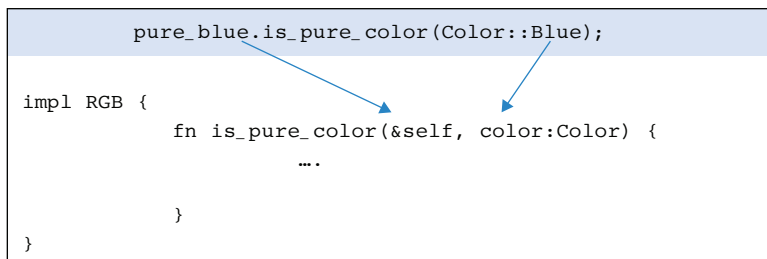 pure_blue.is_pure_color(Color::Blue);
impl RGB {
fn is_pure_color(&self, color:Color) {
….
}
}